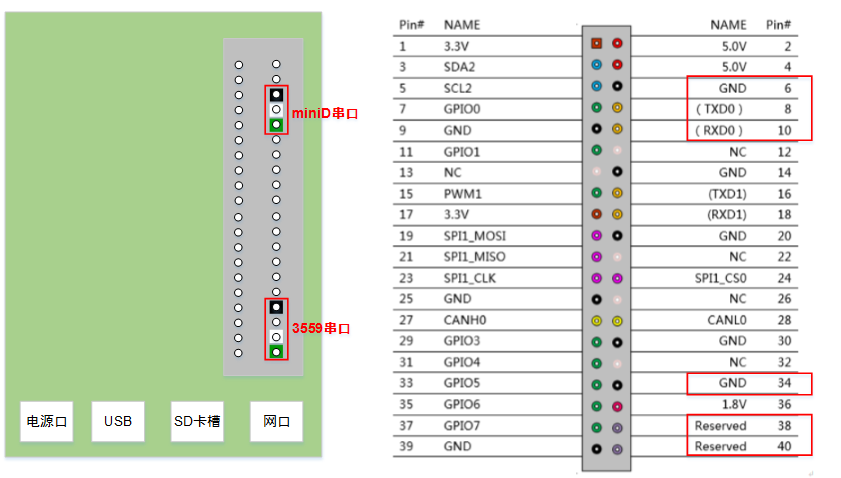 miniD串口
3559串口
电源口 USB SD卡槽 网口
Pin# NAME NAME Pin#
1 3.3V 5.0V 2
3 SDA2 5.0V 4
5 SCL2 GND 6
7 GPIO0 （TXD0） 8
9 GND （RXD0） 10
11 GPIO1 NC 12
13 NC GND 14
15 PWM1 (TXD1) 16
17 3.3V (RXD1) 18
19 SPI1_MOSI GND 20
21 SPI1_MISO NC 22
23 SPI1_CLK SPI1_CS0 24
25 GND NC 26
27 CANH0 CANL0 28
29 GPIO3 GND 30
31 GPIO4 NC 32
33 GPIO5 GND 34
35 GPIO6 1.8V 36
37 GPIO7 Reserved 38
39 GND Reserved 40